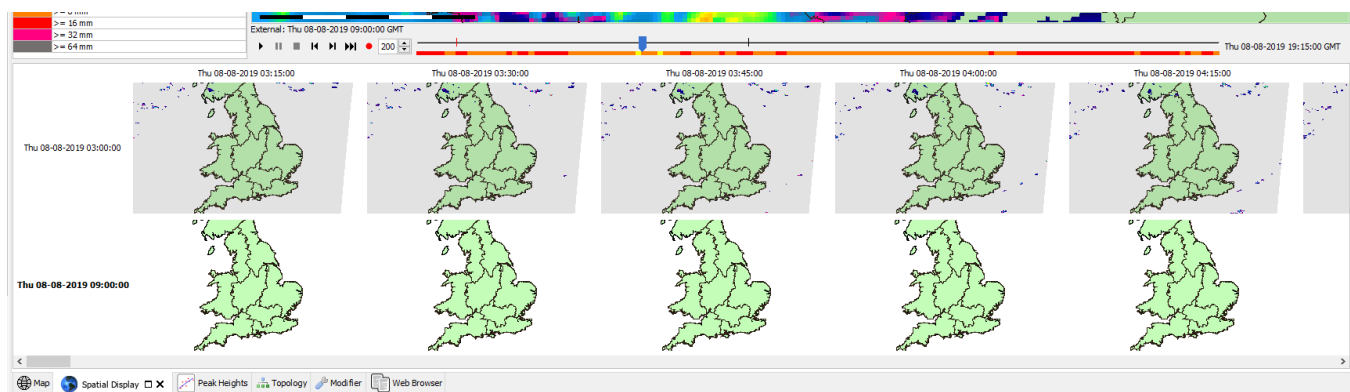 >= 8 mm
>= 16 mm
>= 32 mm
>= 64 mm
External: Thu 08-08-2019 09:00:00 GMT
200
Thu 08-08-2019 19:15:00 GMT
Thu 08-08-2019 03:15:00 Thu 08-08-2019 03:30:00 Thu 08-08-2019 03:45:00 Thu 08-08-2019 04:00:00 Thu 08-08-2019 04:15:00
Thu 08-08-2019 03:00:00
Thu 08-08-2019 09:00:00
Map Spatial Display Peak Heights Topology Modifier Web Browser